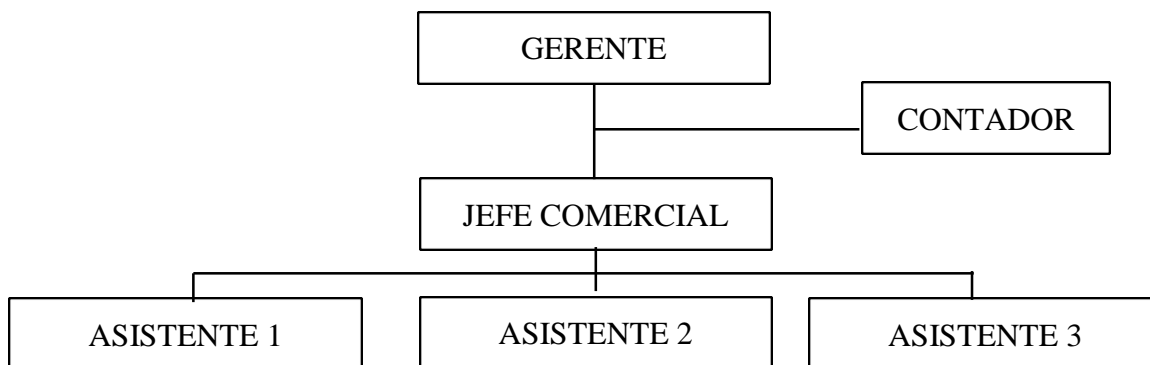 GERENTE
CONTADOR
JEFE COMERCIAL
ASISTENTE 1
ASISTENTE 2
ASISTENTE 3